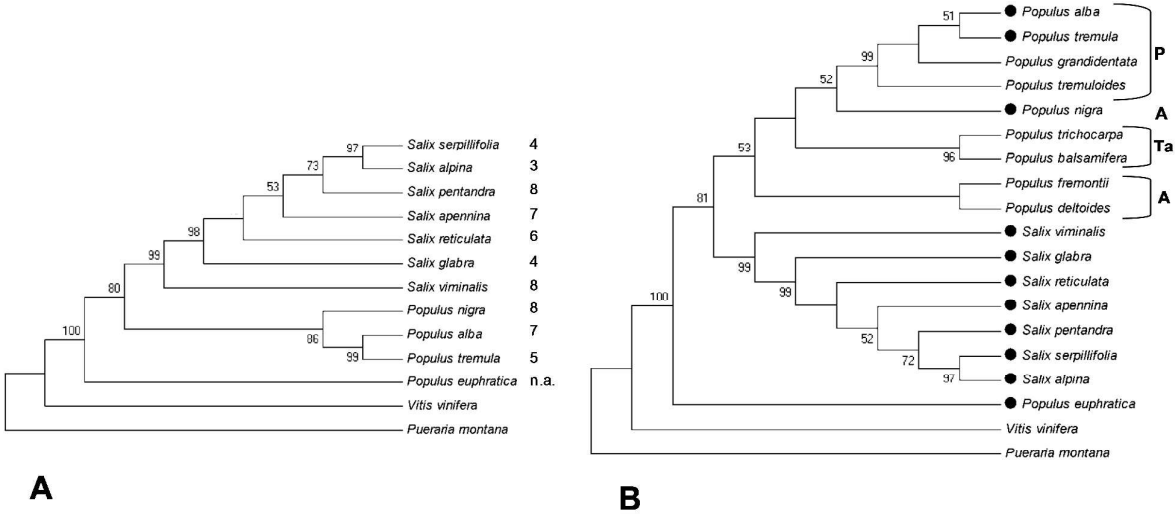 97
Salix serpillifolia 4
73
Salix alpina 3
53
Salix pentandra 8
Salix apennina 7
98
Salix reticulata 6
99
Salix glabra 4
80
Salix viminalis 8
100
Populus nigra 8
86
Populus alba 7
99
Populus tremula 5
Populus euphratica n.a.
Vitis vinifera
Pueraria montana
A
51
Populus alba
Populus tremula
P
99
Populus grandidentata
52
Populus tremuloides
Populus nigra A
Populus trichocarpa
Ta
53
96
Populus balsamifera
Populus fremontii
A
81
Populus deltoides
Salix viminalis
99
Salix glabra
99
Salix reticulata
100
Salix apennina
52
Salix pentandra
72
Salix serpillifolia
97
Salix alpina
Populus euphratica
Vitis vinifera
Pueraria montana
B